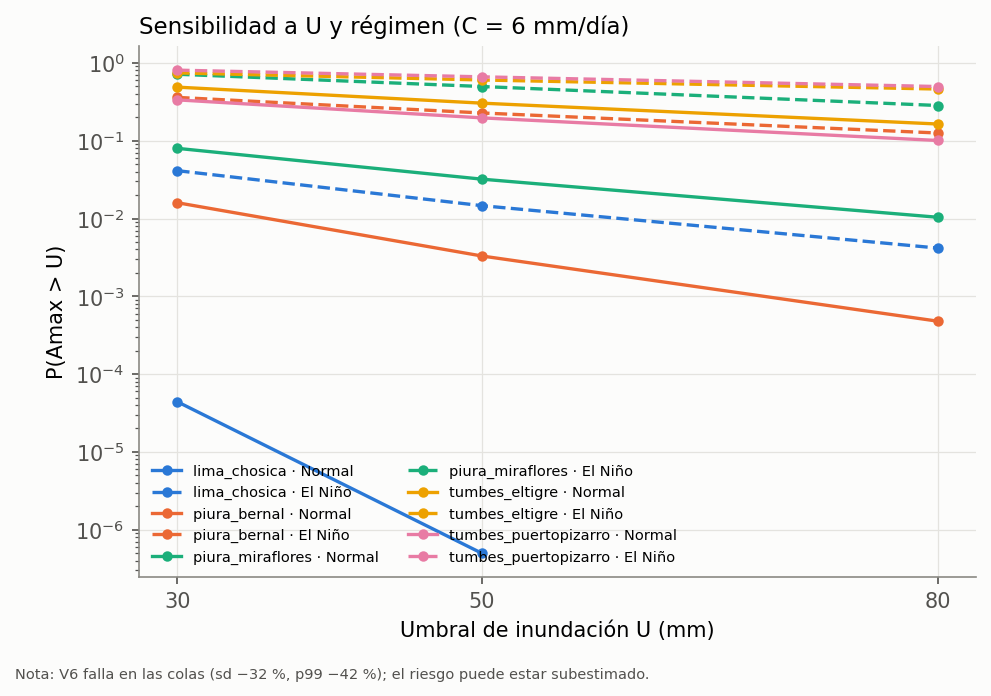 Sensibilidad a U y régimen (C = 6 mm/día)
10⁰
10⁻¹
10⁻²
10⁻³
10⁻⁴
10⁻⁵
10⁻⁶
P(Amax > U)
lima_chosica · Normal
lima_chosica · El Niño
piura_bernal · Normal
piura_bernal · El Niño
piura_miraflores · Normal
piura_miraflores · El Niño
tumbes_eltigre · Normal
tumbes_eltigre · El Niño
tumbes_puertopizarro · Normal
tumbes_puertopizarro · El Niño
30
50
80
Umbral de inundación U (mm)
Nota: V6 falla en las colas (sd −32 %, p99 −42 %); el riesgo puede estar subestimado.